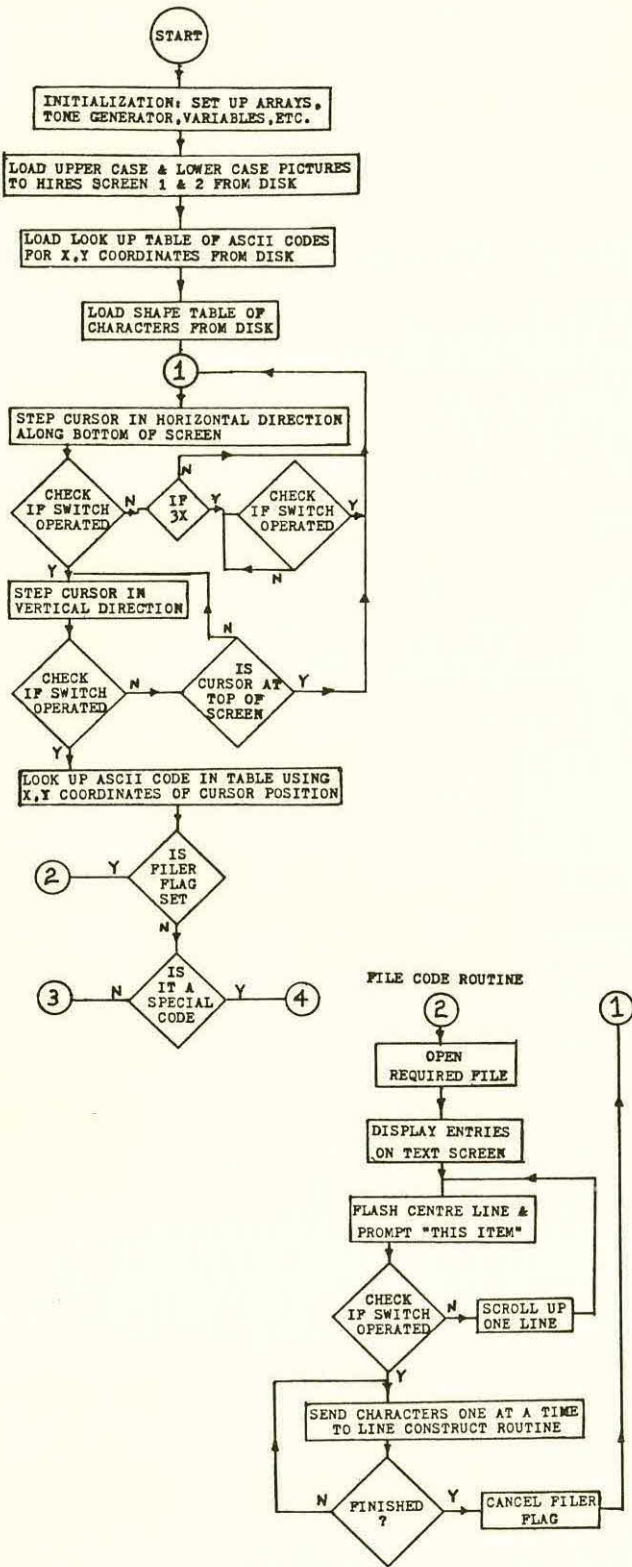 START
INITIALIZATION: SET UP ARRAYS,
TONE GENERATOR,VARIABLES,ETC.
LOAD UPPER CASE & LOWER CASE PICTURES
TO HIRES SCREEN 1 & 2 FROM DISK
LOAD LOOK UP TABLE OF ASCII CODES
FOR X,Y COORDINATES FROM DISK
LOAD SHAPE TABLE OF
CHARACTERS FROM DISK
1
STEP CURSOR IN HORIZONTAL DIRECTION
ALONG BOTTOM OF SCREEN
CHECK
IF SWITCH
OPERATED
N
Y
IF
3X
N
Y
CHECK
IF SWITCH
OPERATED
Y
N
STEP CURSOR IN
VERTICAL DIRECTION
CHECK
IF SWITCH
OPERATED
N
Y
IS
CURSOR AT
TOP OF
SCREEN
N
Y
LOOK UP ASCII CODE IN TABLE USING
X,Y COORDINATES OF CURSOR POSITION
IS
FILER
FLAG
SET
Y
2
N
IS
IT A
SPECIAL
CODE
N
3
Y
4
FILE CODE ROUTINE
2
1
OPEN
REQUIRED FILE
DISPLAY ENTRIES
ON TEXT SCREEN
FLASH CENTRE LINE &
PROMPT "THIS ITEM"
CHECK
IF SWITCH
OPERATED
N
SCROLL UP
ONE LINE
Y
SEND CHARACTERS ONE AT A TIME
TO LINE CONSTRUCT ROUTINE
FINISHED
?
N
Y
CANCEL FILER
FLAG